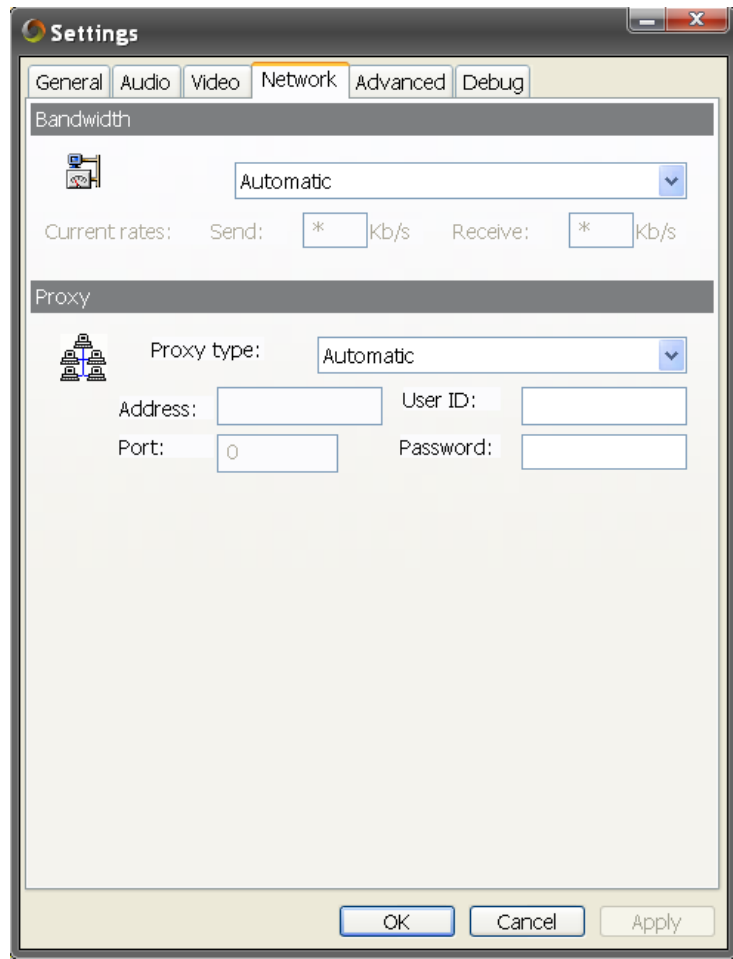 Settings
General Audio Video Network Advanced Debug
Bandwidth
Automatic
Current rates: Send: * Kb/s Receive: * Kb/s
Proxy
Proxy type: Automatic
Address: User ID:
Port: 0 Password:
OK Cancel Apply